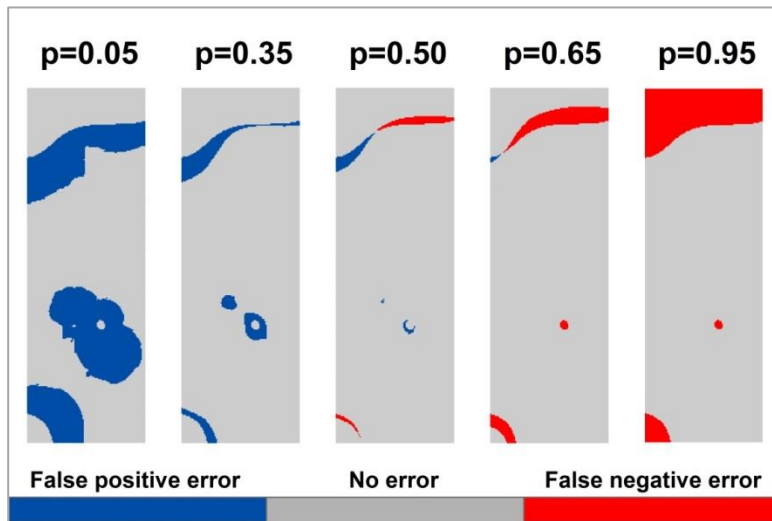 p=0.05 p=0.35 p=0.50 p=0.65 p=0.95
False positive error No error False negative error